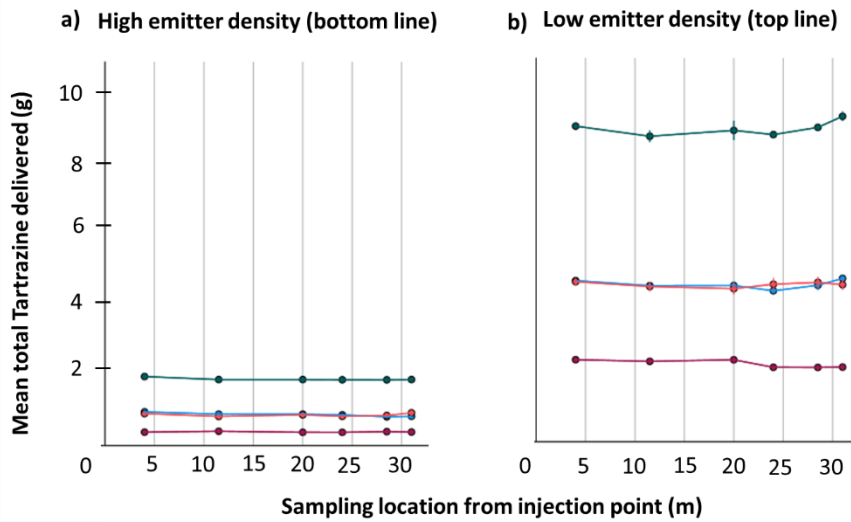 a) High emitter density (bottom line)
b) Low emitter density (top line)
Mean total Tartrazine delivered (g)
10
8
6
4
2
0 5 10 15 20 25 30
0 5 10 15 20 25 30
Sampling location from injection point (m)